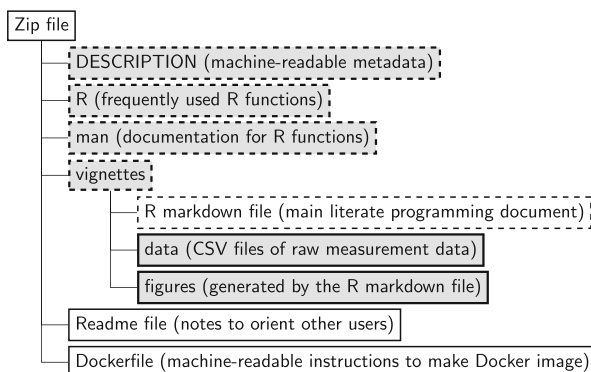 Zip file
DESCRIPTION (machine-readable metadata)
R (frequently used R functions)
man (documentation for R functions)
vignettes
R markdown file (main literate programming document)
data (CSV files of raw measurement data)
figures (generated by the R markdown file)
Readme file (notes to orient other users)
Dockerfile (machine-readable instructions to make Docker image)